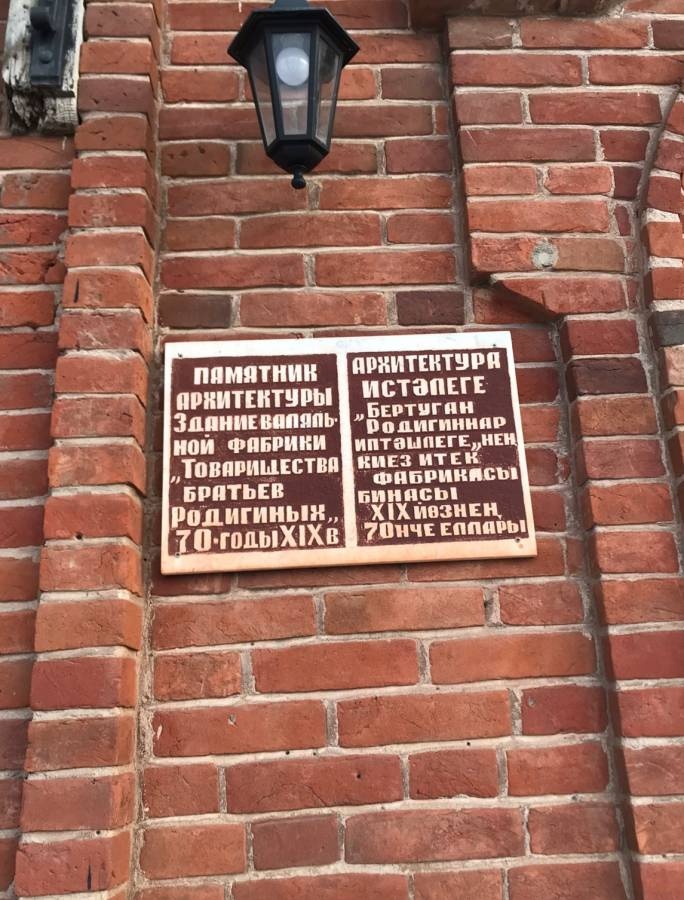 ПАМЯТНИК
АРХИТЕКТУРЫ
ЗДАНИЕ ВАЛЯЛЬ-
НОЙ ФАБРИКИ
„ТОВАРИЩЕСТВА
БРАТЬЕВ
РОДИГИНЫХ„
70-ГОДЫ XIX В
АРХИТЕКТУРА
ИСТӘЛЕГЕ
„БЕРТУГАН
РОДИГИННАР
ИПТӘШЛЕГЕ„НЕҢ
КИЕЗ ИТЕК
ФАБРИКАСЫ
БИНАСЫ
XIX ЙӨЗНЕҢ
70НЧЕ ЕЛЛАРЫ